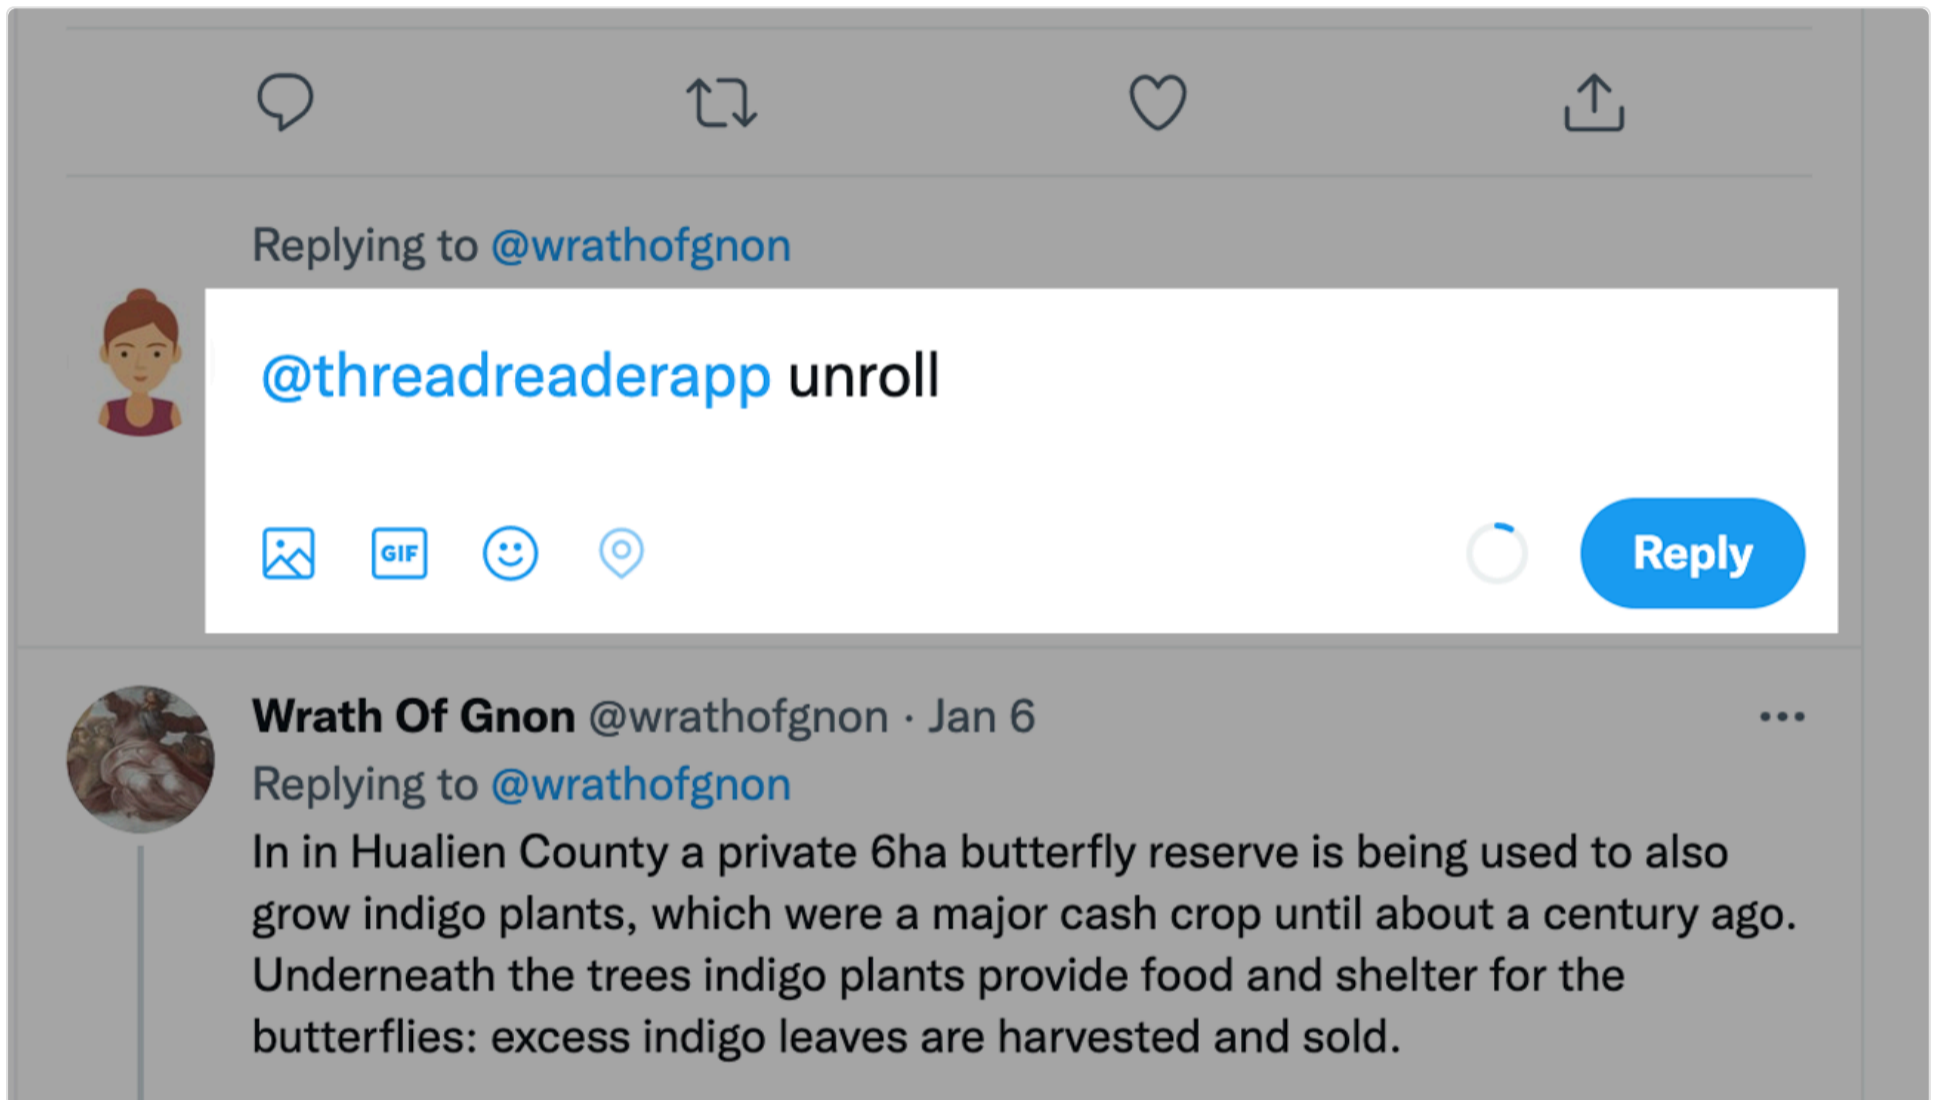 Replying to @wrathofgnon
@threadreaderapp unroll
GIF
Reply
Wrath Of Gnon @wrathofgnon · Jan 6
Replying to @wrathofgnon
In in Hualien County a private 6ha butterfly reserve is being used to also
grow indigo plants, which were a major cash crop until about a century ago.
Underneath the trees indigo plants provide food and shelter for the
butterflies: excess indigo leaves are harvested and sold.